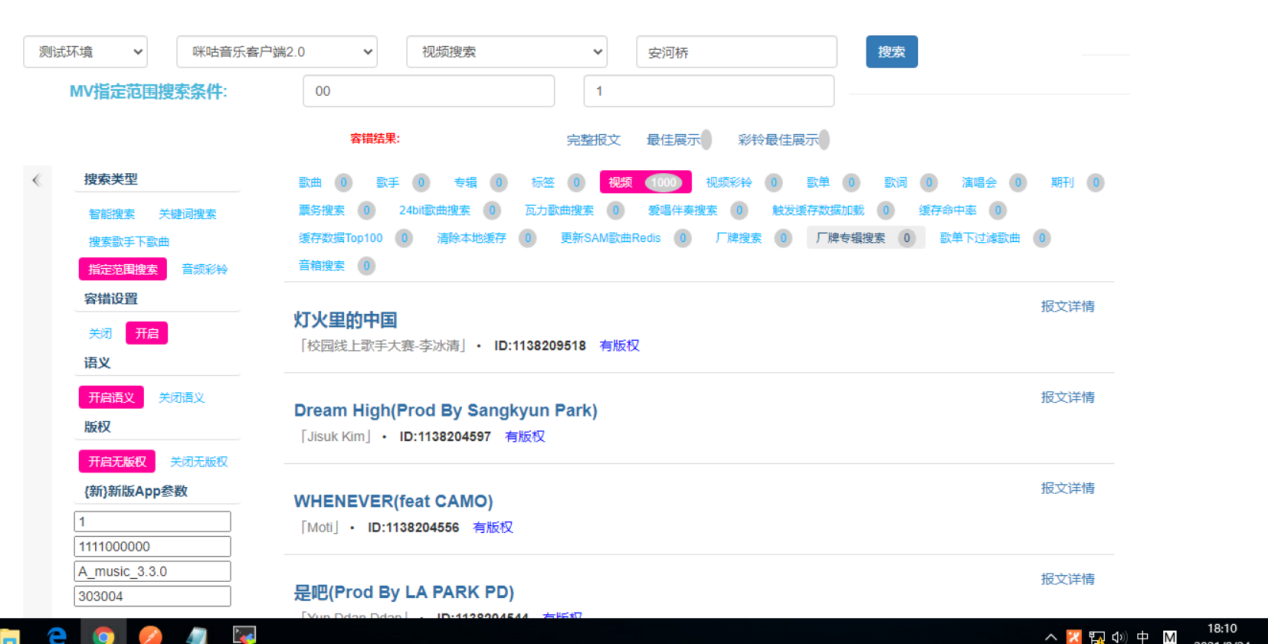 测试环境 咪咕音乐客户端2.0 视频搜索 安河桥 搜索
MV指定范围搜索条件: 00 1
容错结果: 完整报文 最佳展示 彩铃最佳展示
搜索类型
智能搜索 关键词搜索
搜索歌手下歌曲
指定范围搜索 音频彩铃
容错设置
关闭 开启
语义
开启语义 关闭语义
版权
开启无版权 关闭无版权
{新}新版App参数
1
1111000000
A_music_3.3.0
303004
歌曲 0 歌手 0 专辑 0 标签 0 视频 1000 视频彩铃 0 歌单 0 歌词 0 演唱会 0 期刊 0
票务搜索 0 24bit歌曲搜索 0 瓦力歌曲搜索 0 爱唱伴奏搜索 0 触发缓存数据加载 0 缓存命中率 0
缓存数据Top100 0 清除本地缓存 0 更新SAM歌曲Redis 0 厂牌搜索 0 厂牌专辑搜索 0 歌单下过滤歌曲 0
音箱搜索 0
灯火里的中国 报文详情
「校园线上歌手大赛-李冰清」 • ID:1138209518 有版权
Dream High(Prod By Sangkyun Park) 报文详情
「Jisuk Kim」 • ID:1138204597 有版权
WHENEVER(feat CAMO) 报文详情
「Moti」 • ID:1138204556 有版权
是吧(Prod By LA PARK PD) 报文详情
「Yun Ddan Ddan」 • ID:1138204544 有版权
中 M 18:10